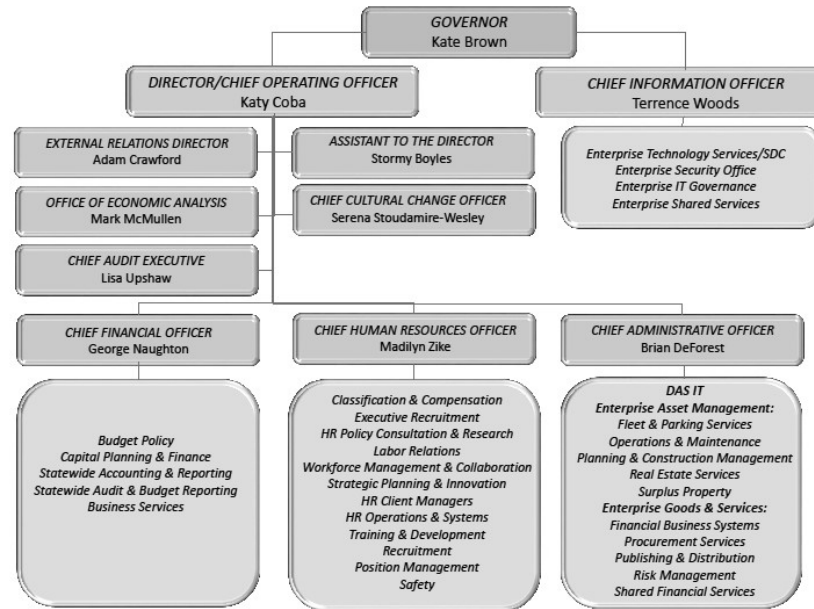 GOVERNOR
Kate Brown
DIRECTOR/CHIEF OPERATING OFFICER
Katy Coba
CHIEF INFORMATION OFFICER
Terrence Woods
EXTERNAL RELATIONS DIRECTOR
Adam Crawford
ASSISTANT TO THE DIRECTOR
Stormy Boyles
Enterprise Technology Services/SDC
Enterprise Security Office
Enterprise IT Governance
Enterprise Shared Services
OFFICE OF ECONOMIC ANALYSIS
Mark McMullen
CHIEF CULTURAL CHANGE OFFICER
Serena Stoudamire-Wesley
CHIEF AUDIT EXECUTIVE
Lisa Upshaw
CHIEF FINANCIAL OFFICER
George Naughton
CHIEF HUMAN RESOURCES OFFICER
Madilyn Zike
CHIEF ADMINISTRATIVE OFFICER
Brian DeForest
Budget Policy
Capital Planning & Finance
Statewide Accounting & Reporting
Statewide Audit & Budget Reporting
Business Services
Classification & Compensation
Executive Recruitment
HR Policy Consultation & Research
Labor Relations
Workforce Management & Collaboration
Strategic Planning & Innovation
HR Client Managers
HR Operations & Systems
Training & Development
Recruitment
Position Management
Safety
DAS IT
Enterprise Asset Management:
Fleet & Parking Services
Operations & Maintenance
Planning & Construction Management
Real Estate Services
Surplus Property
Enterprise Goods & Services:
Financial Business Systems
Procurement Services
Publishing & Distribution
Risk Management
Shared Financial Services